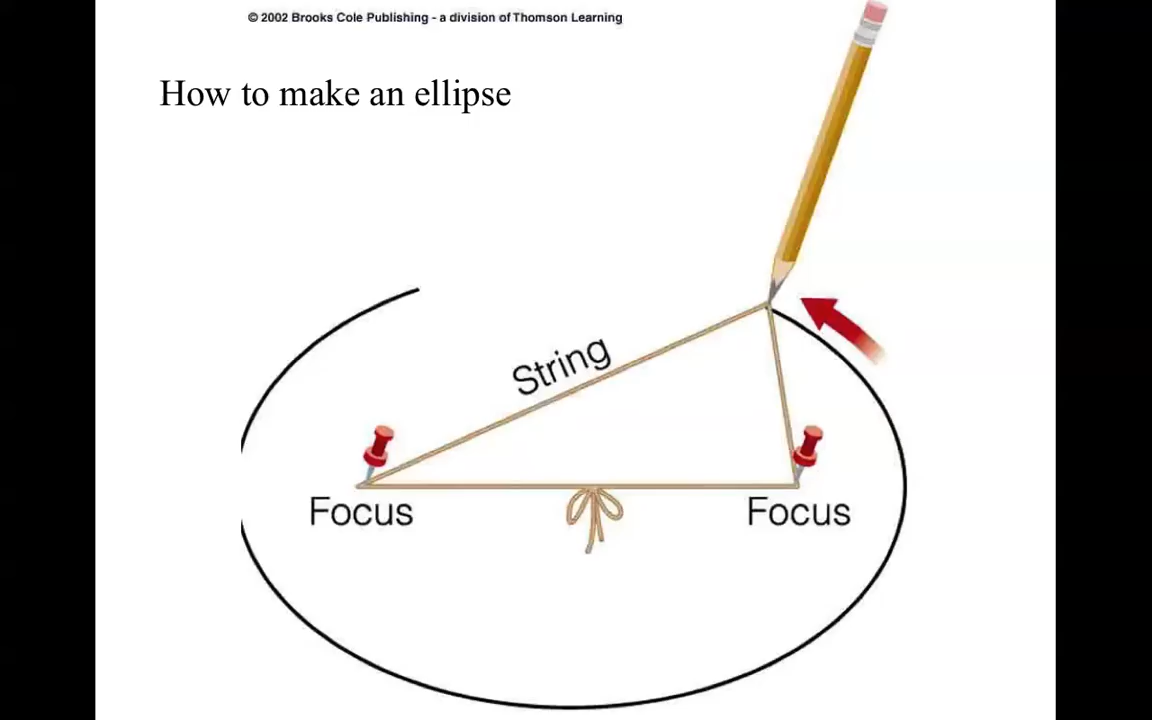 © 2002 Brooks Cole Publishing - a division of Thomson Learning
How to make an ellipse
String
Focus
Focus